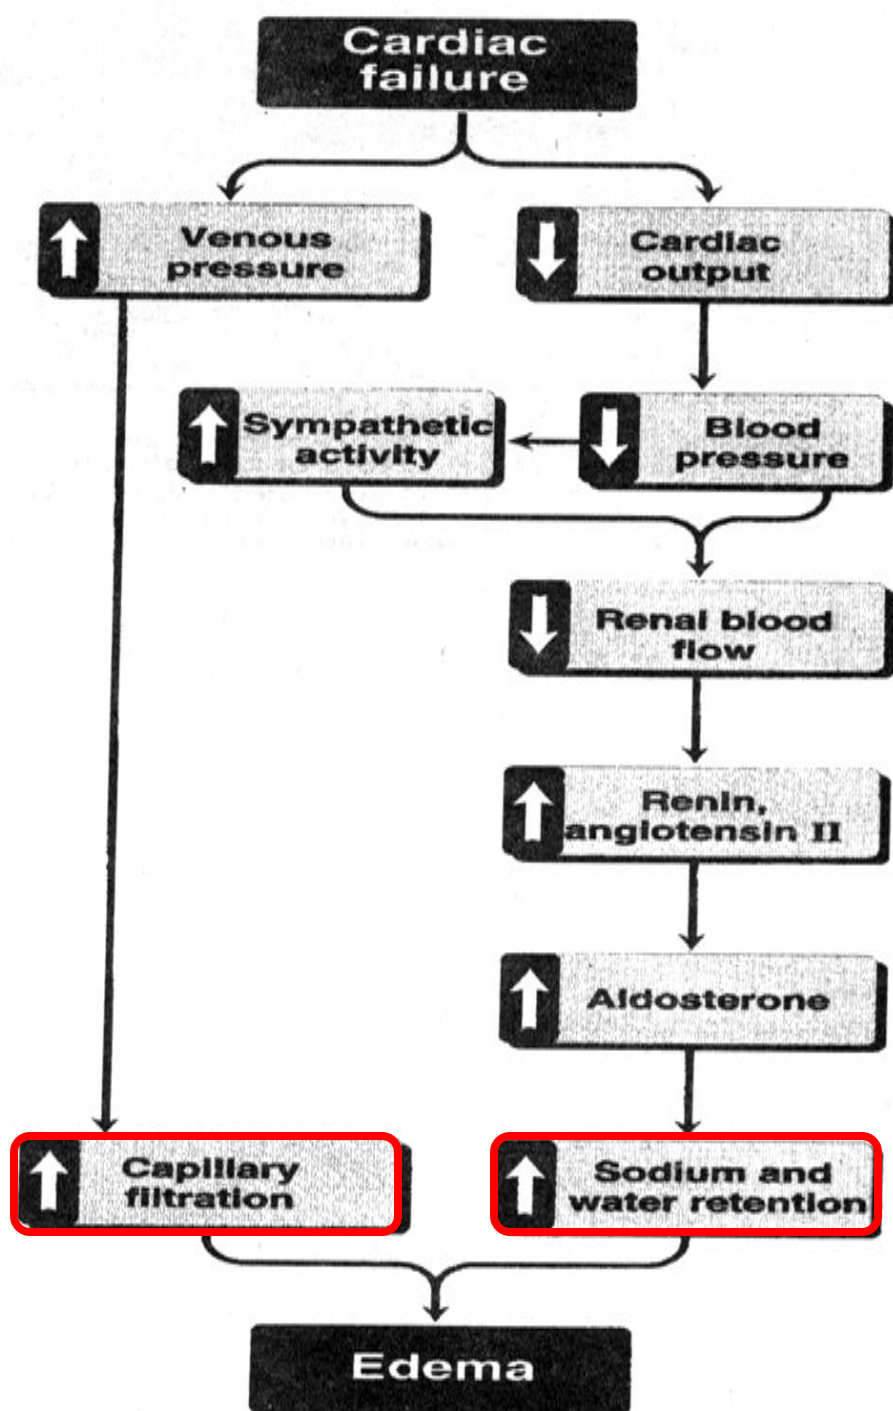 Cardiac
failure
Venous
pressure
Cardiac
output
Sympathetic
activity
Blood
pressure
Renal blood
flow
Renin,
angiotensin II
Aldosterone
Capillary
filtration
Sodium and
water retention
Edema